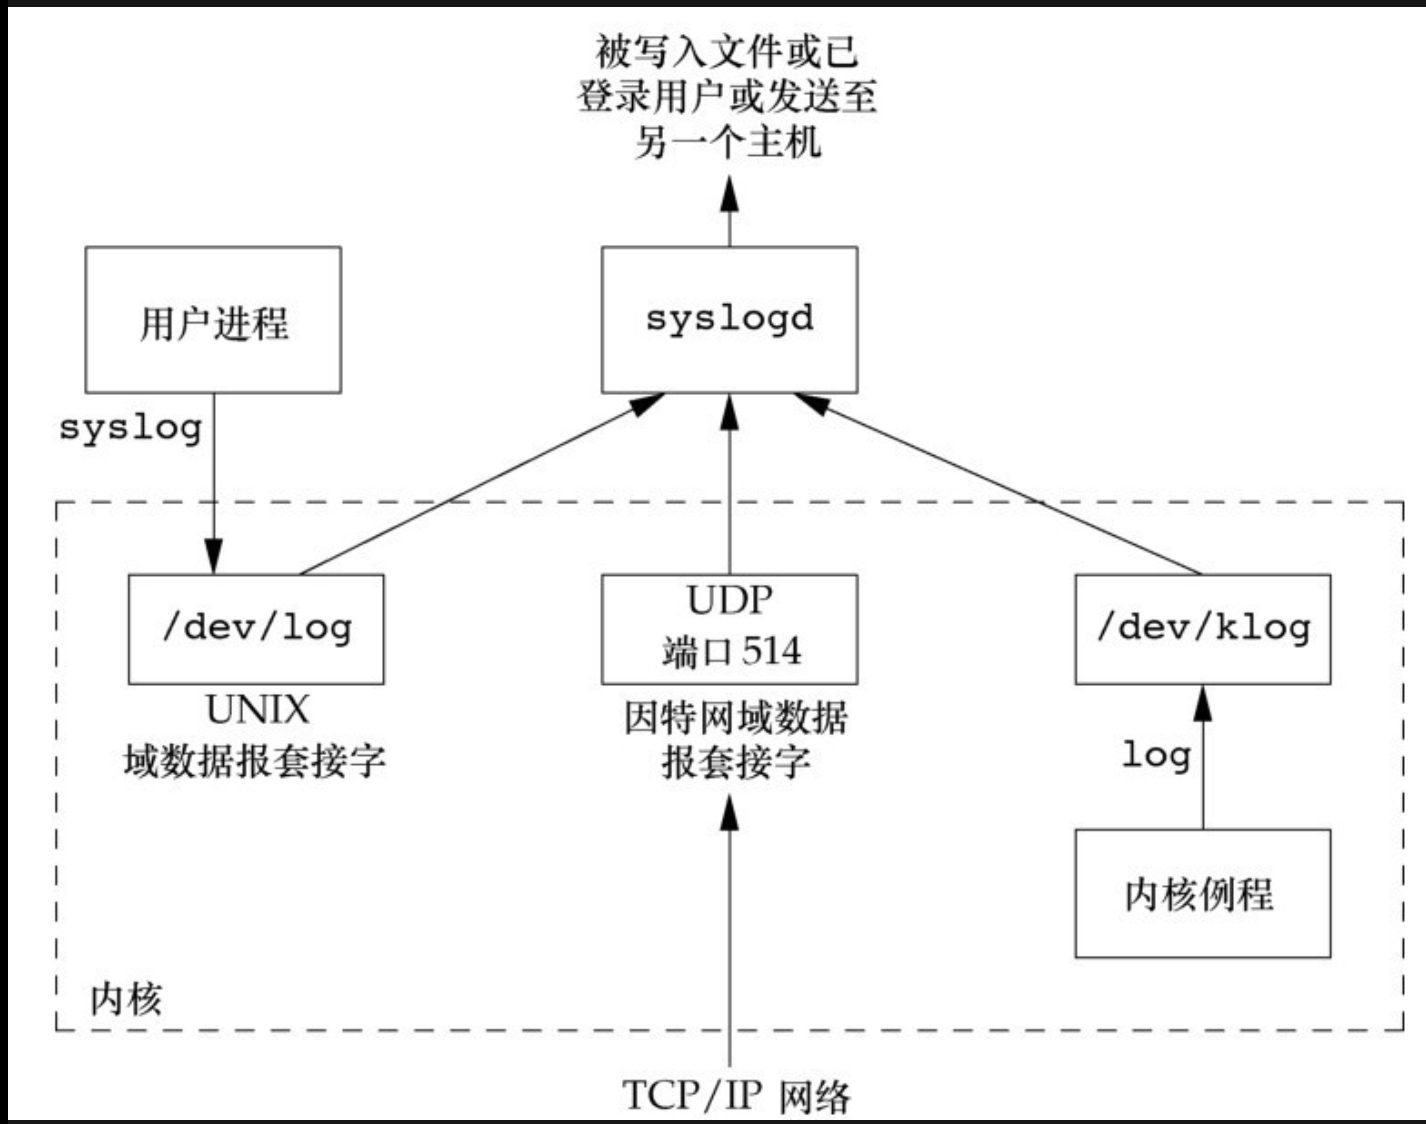 被写入文件或已
登录用户或发送至
另一个主机
用户进程
syslogd
syslog
/dev/log
UDP
端口 514
/dev/klog
UNIX
域数据报套接字
因特网域数据
报套接字
log
内核例程
内核
TCP/IP 网络